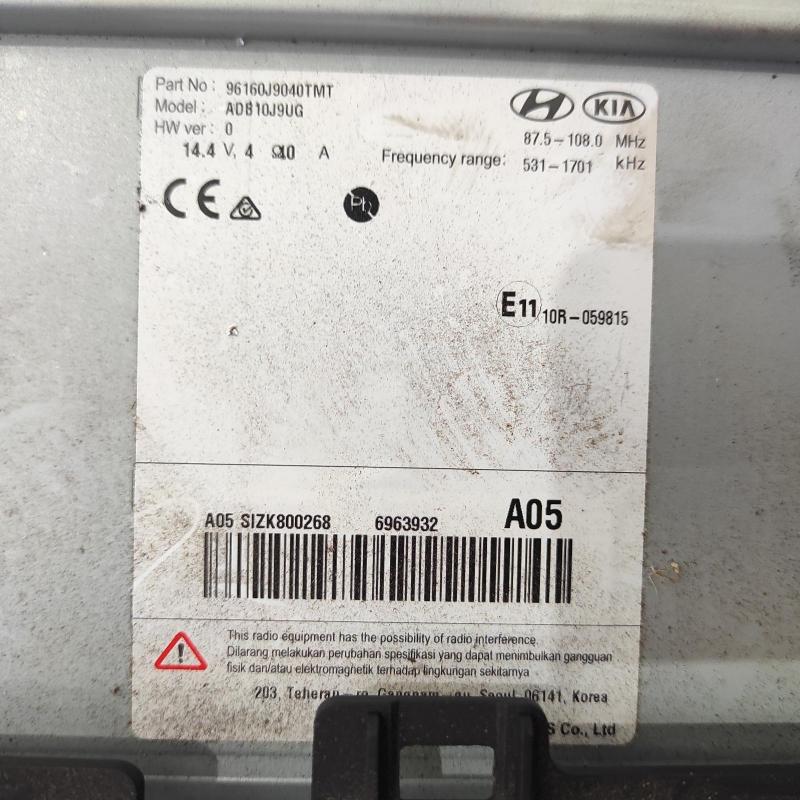 Part No : 96160J9040TMT
Model : ADB10J9UG
HW ver : 0
14.4 V, 4 Ω 10 A
KIA
87.5-108.0 MHz
Frequency range: 531-1701 kHz
CE
Pb
E11 10R-059815
A05 SIZK800268 6963932 A05
This radio equipment has the possibility of radio interference.
Dilarang melakukan perubahan spesifikasi yang dapat menimbulkan gangguan
fisik dan/atau elektromagnetik terhadap lingkungan sekitarnya
203, Teheran-ro Gangnam-gu Seoul 06141, Korea
S Co., Ltd